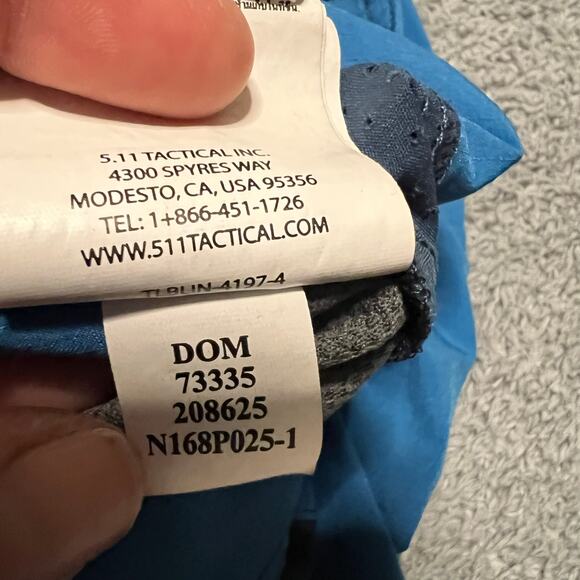 5.11 TACTICAL INC.
4300 SPYRES WAY
MODESTO, CA, USA 95356
TEL: 1+866-451-1726
WWW.511TACTICAL.COM
DOM
73335
208625
N168P025-1